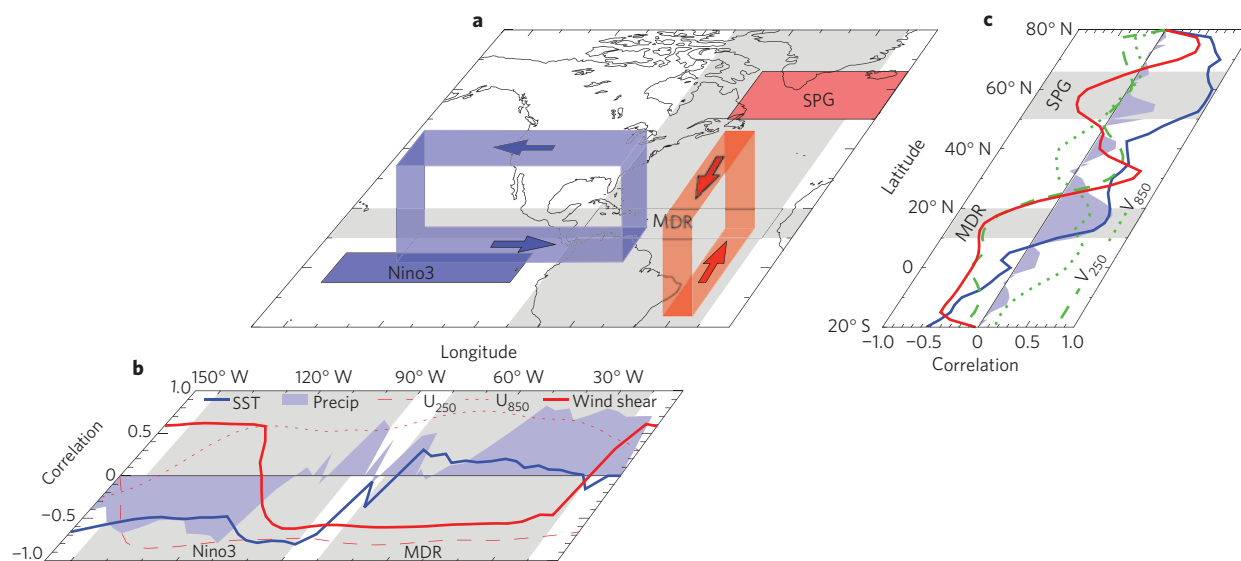 a
SPG
MDR
Nino3
b
Longitude
150° W 120° W 90° W 60° W 30° W
Correlation
1.0
0.5
0
−0.5
−1.0
SST Precip U250 U850 Wind shear
Nino3 MDR
c
80° N
60° N
40° N
20° N
0
20° S
Latitude
SPG
MDR
V850
V250
−1.0 −0.5 0 0.5 1.0
Correlation